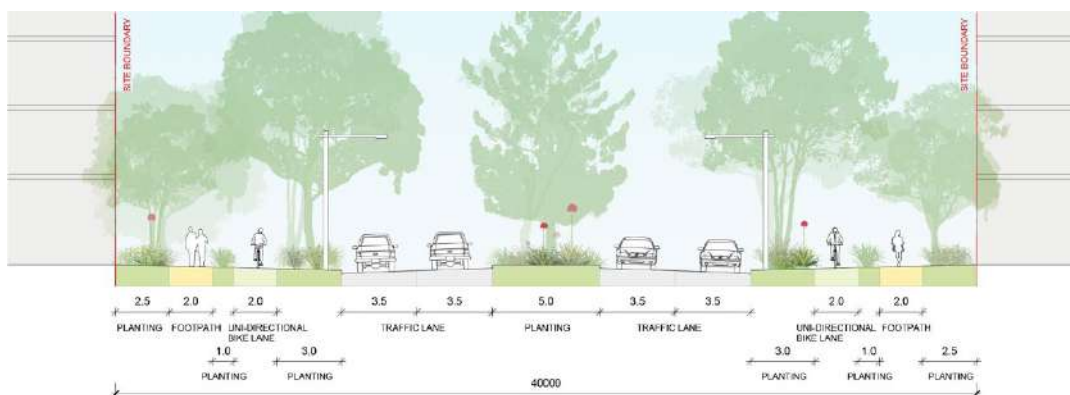 SITE BOUNDARY
SITE BOUNDARY
2.5 2.0 2.0 3.5 3.5 5.0 3.5 3.5 2.0 2.0
PLANTING FOOTPATH UNI-DIRECTIONAL BIKE LANE TRAFFIC LANE PLANTING TRAFFIC LANE UNI-DIRECTIONAL BIKE LANE FOOTPATH
1.0 3.0 3.0 1.0 2.5
PLANTING PLANTING PLANTING PLANTING PLANTING
40000